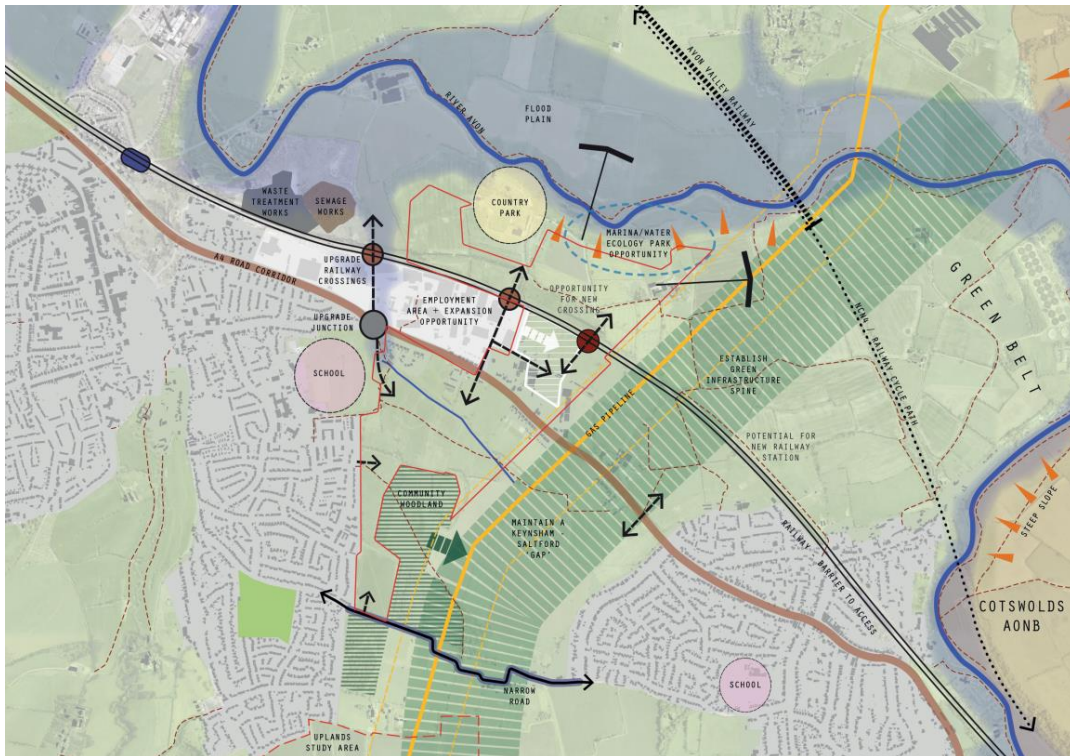 AVON VALLEY RAILWAY
RIVER AVON
FLOOD
PLAIN
WASTE
TREATMENT
WORKS
SEWAGE
WORKS
COUNTRY
PARK
MARINA/WATER
ECOLOGY PARK
OPPORTUNITY
A4 ROAD CORRIDOR
UPGRADE
RAILWAY
CROSSINGS
EMPLOYMENT
AREA + EXPANSION
OPPORTUNITY
OPPORTUNITY
FOR NEW
CROSSING
UPGRADE
JUNCTION
GREEN BELT
SCHOOL
ESTABLISH
GREEN
INFRASTRUCTURE
SPINE
NCN4 / RAILWAY CYCLE PATH
GAS PIPELINE
POTENTIAL FOR
NEW RAILWAY
STATION
COMMUNITY
WOODLAND
MAINTAIN A
KEYNSHAM -
SALTFORD
'GAP'
STEEP SLOPE
RAILWAY - BARRIER TO ACCESS
COTSWOLDS
AONB
SCHOOL
NARROW
ROAD
UPLANDS
STUDY AREA